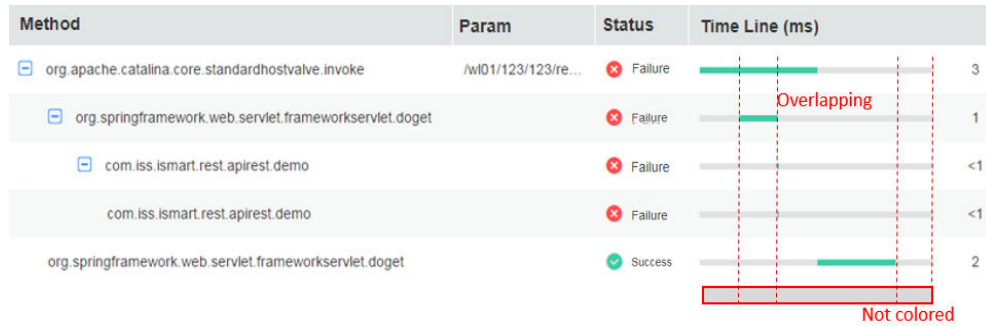 Method Param Status Time Line (ms)
org.apache.catalina.core.standardhostvalve.invoke /wl01/123/123/re... Failure 3
Overlapping
org.springframework.web.servlet.frameworkservlet.doget Failure 1
com.iss.ismart.rest.apirest.demo Failure <1
com.iss.ismart.rest.apirest.demo Failure <1
org.springframework.web.servlet.frameworkservlet.doget Success 2
Not colored